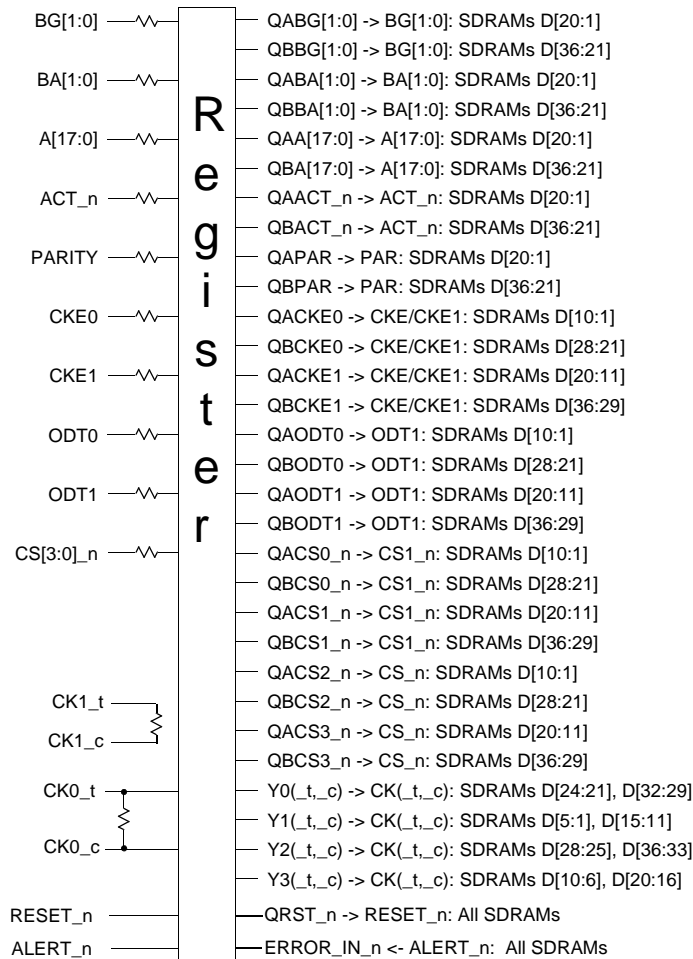 BG[1:0]
BA[1:0]
A[17:0]
ACT_n
PARITY
CKE0
CKE1
ODT0
ODT1
CS[3:0]_n
CK1_t
CK1_c
CK0_t
CK0_c
RESET_n
ALERT_n
Register
QABG[1:0] -> BG[1:0]: SDRAMs D[20:1]
QBBG[1:0] -> BG[1:0]: SDRAMs D[36:21]
QABA[1:0] -> BA[1:0]: SDRAMs D[20:1]
QBBA[1:0] -> BA[1:0]: SDRAMs D[36:21]
QAA[17:0] -> A[17:0]: SDRAMs D[20:1]
QBA[17:0] -> A[17:0]: SDRAMs D[36:21]
QAACT_n -> ACT_n: SDRAMs D[20:1]
QBACT_n -> ACT_n: SDRAMs D[36:21]
QAPAR -> PAR: SDRAMs D[20:1]
QBPAR -> PAR: SDRAMs D[36:21]
QACKE0 -> CKE/CKE1: SDRAMs D[10:1]
QBCKE0 -> CKE/CKE1: SDRAMs D[28:21]
QACKE1 -> CKE/CKE1: SDRAMs D[20:11]
QBCKE1 -> CKE/CKE1: SDRAMs D[36:29]
QAODT0 -> ODT1: SDRAMs D[10:1]
QBODT0 -> ODT1: SDRAMs D[28:21]
QAODT1 -> ODT1: SDRAMs D[20:11]
QBODT1 -> ODT1: SDRAMs D[36:29]
QACS0_n -> CS1_n: SDRAMs D[10:1]
QBCS0_n -> CS1_n: SDRAMs D[28:21]
QACS1_n -> CS1_n: SDRAMs D[20:11]
QBCS1_n -> CS1_n: SDRAMs D[36:29]
QACS2_n -> CS_n: SDRAMs D[10:1]
QBCS2_n -> CS_n: SDRAMs D[28:21]
QACS3_n -> CS_n: SDRAMs D[20:11]
QBCS3_n -> CS_n: SDRAMs D[36:29]
Y0(_t,_c) -> CK(_t,_c): SDRAMs D[24:21], D[32:29]
Y1(_t,_c) -> CK(_t,_c): SDRAMs D[5:1], D[15:11]
Y2(_t,_c) -> CK(_t,_c): SDRAMs D[28:25], D[36:33]
Y3(_t,_c) -> CK(_t,_c): SDRAMs D[10:6], D[20:16]
QRST_n -> RESET_n: All SDRAMs
ERROR_IN_n <- ALERT_n: All SDRAMs